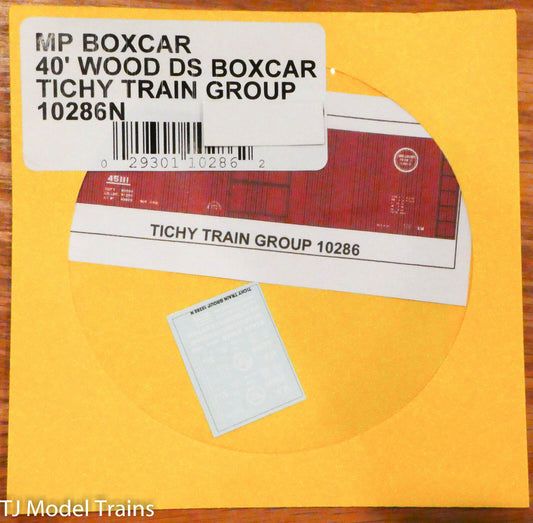 MP BOXCAR
40' WOOD DS BOXCAR
TICHY TRAIN GROUP
10286N
0 29301 10286 2
45111
TICHY TRAIN GROUP 10286
TICHY TRAIN GROUP 10286 N
TJ Model Trains